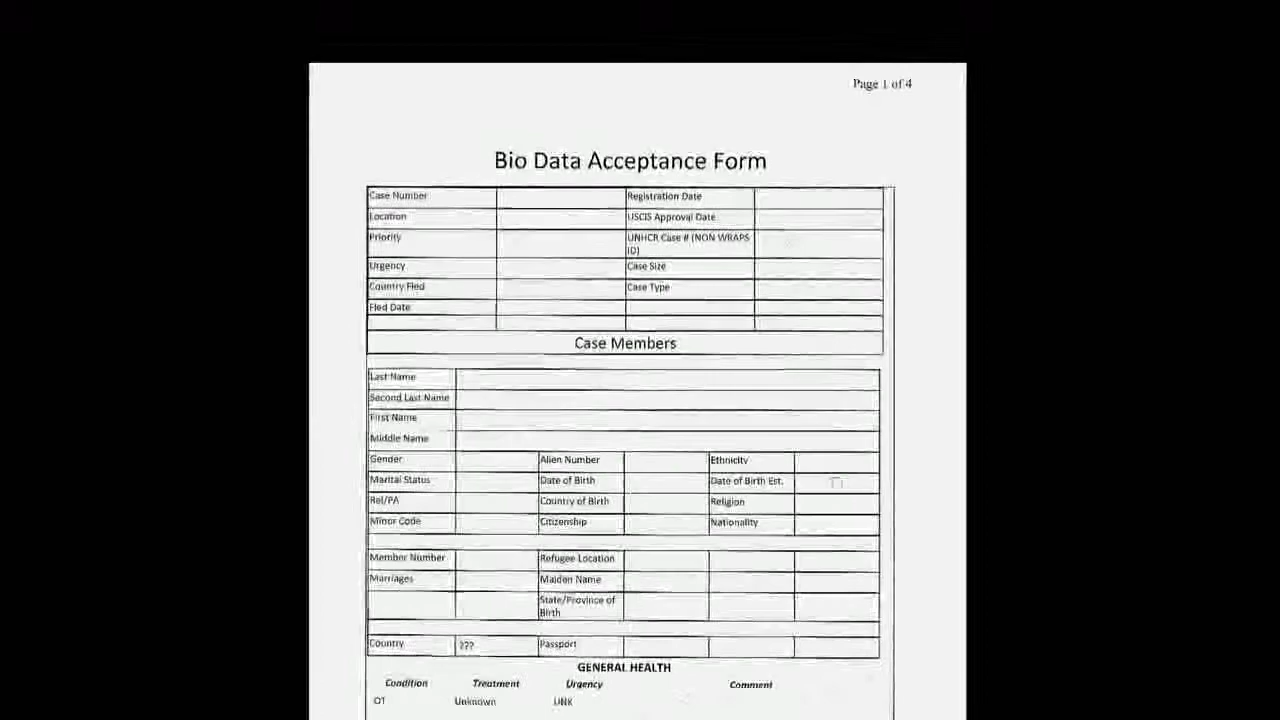 Page 1 of 4
Bio Data Acceptance Form
Case Number Registration Date
Location USCIS Approval Date
Priority UNHCR Case # (NON WRAPS
ID)
Urgency Case Size
Country Fled Case Type
Fled Date
Case Members
Last Name
Second Last Name
First Name
Middle Name
Gender Alien Number Ethnicity
Marital Status Date of Birth Date of Birth Est.
Rel/PA Country of Birth Religion
Minor Code Citizenship Nationality
Member Number Refugee Location
Marriages Maiden Name
State/Province of
Birth
Country ??? Passport
GENERAL HEALTH
Condition Treatment Urgency Comment
OT Unknown UNK